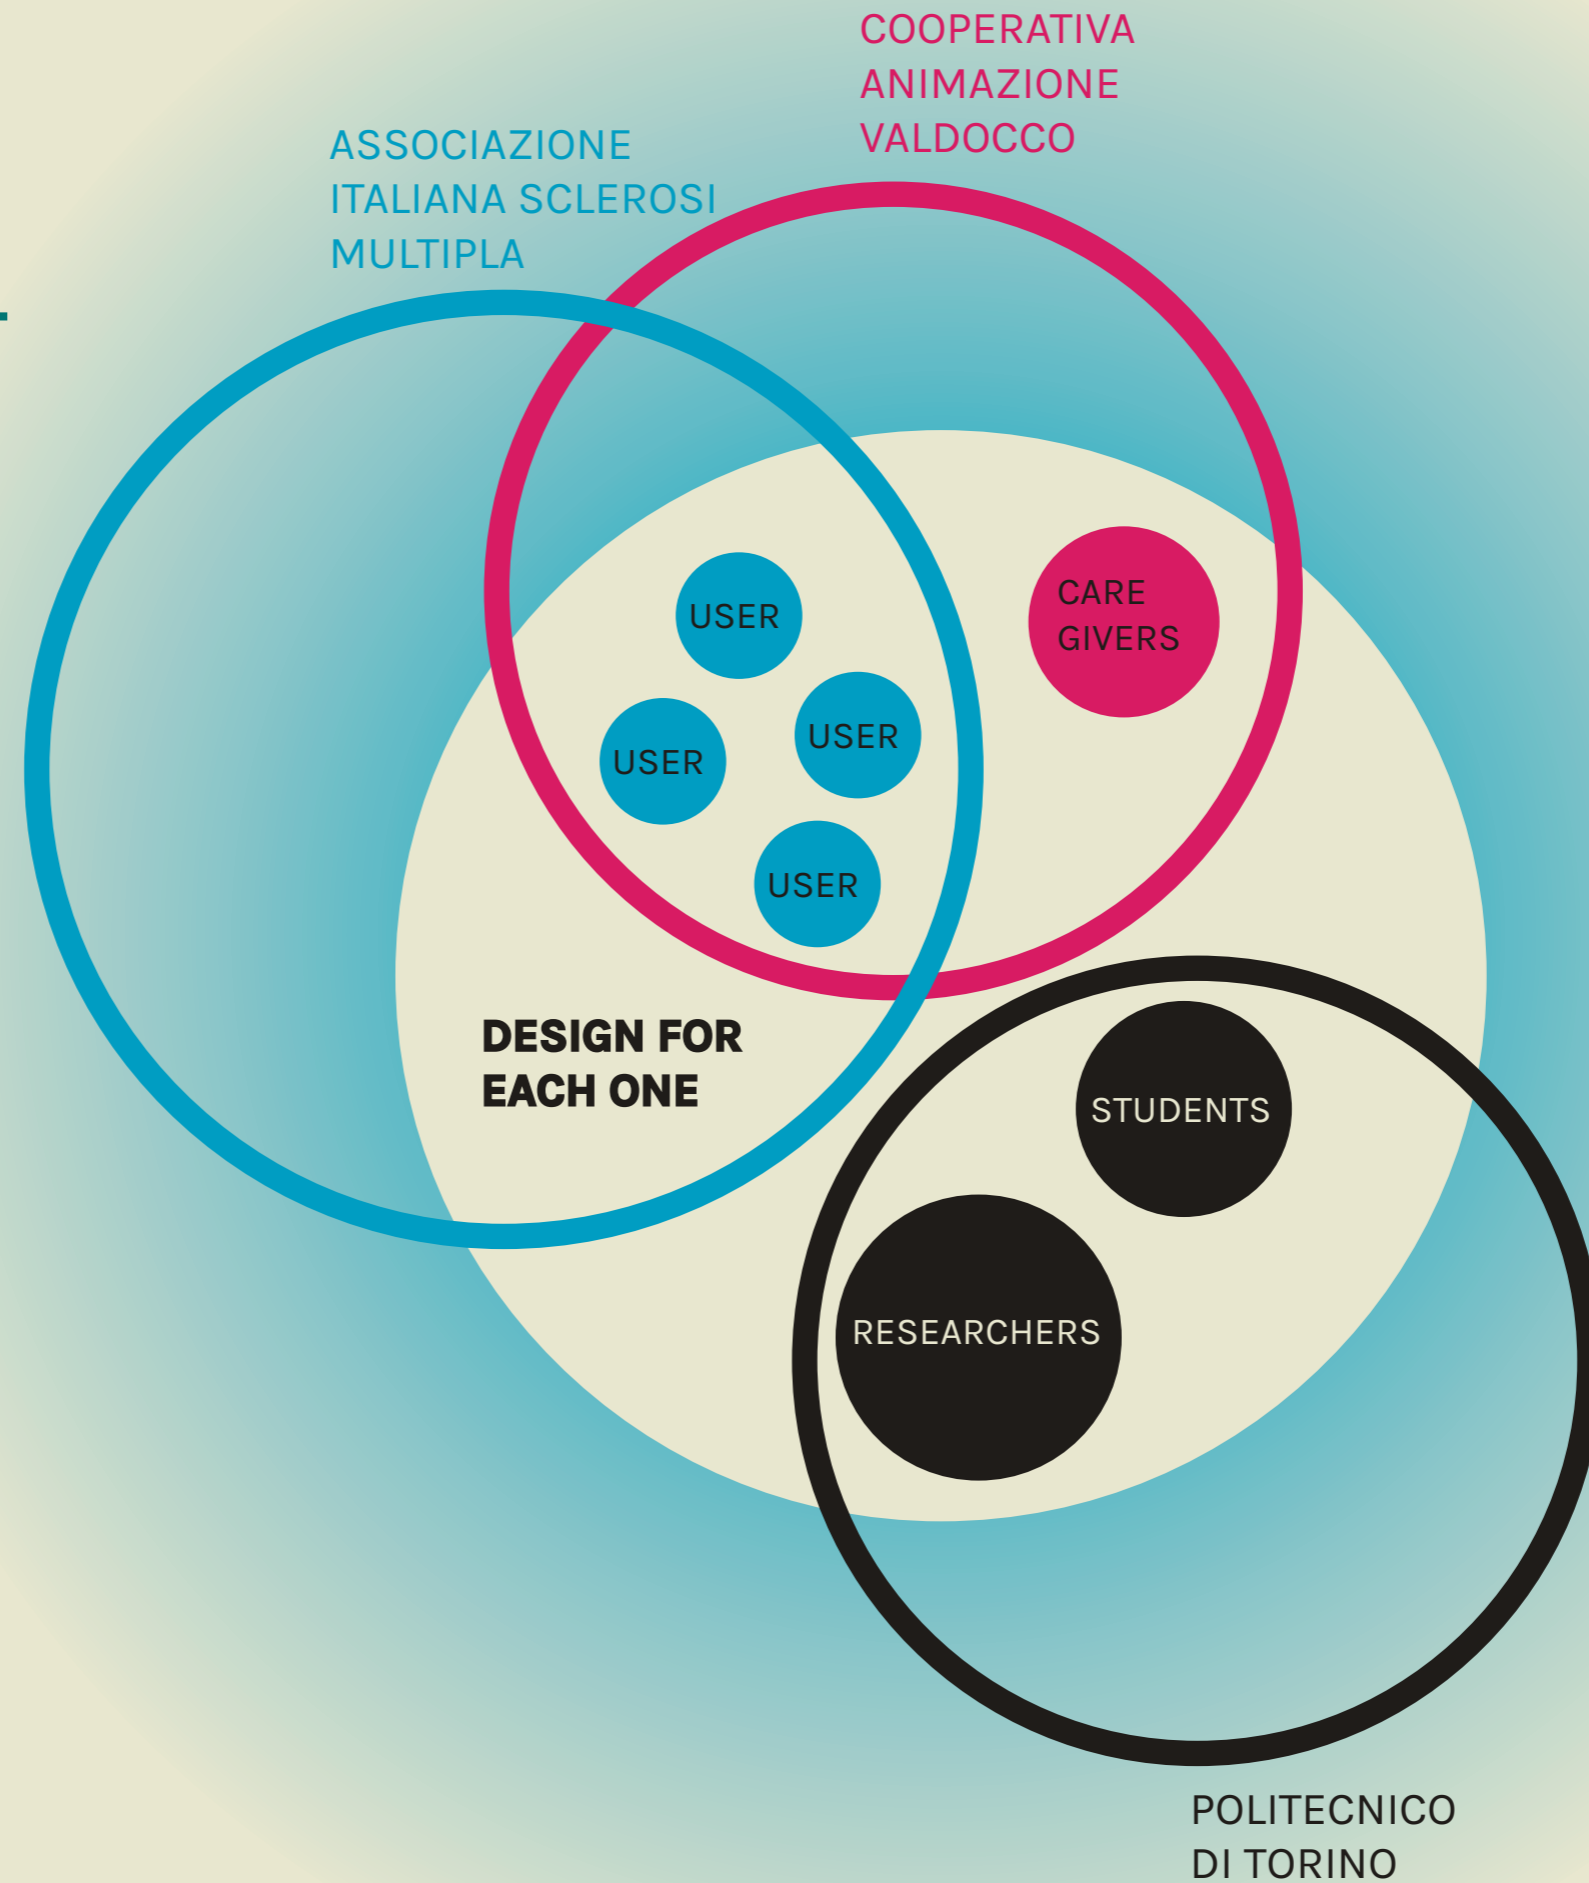 COOPERATIVA
ANIMAZIONE
VALDOCCO
ASSOCIAZIONE
ITALIANA SCLEROSI
MULTIPLA
CARE
GIVERS
USER
USER
USER
USER
DESIGN FOR
EACH ONE
STUDENTS
RESEARCHERS
POLITECNICO
DI TORINO